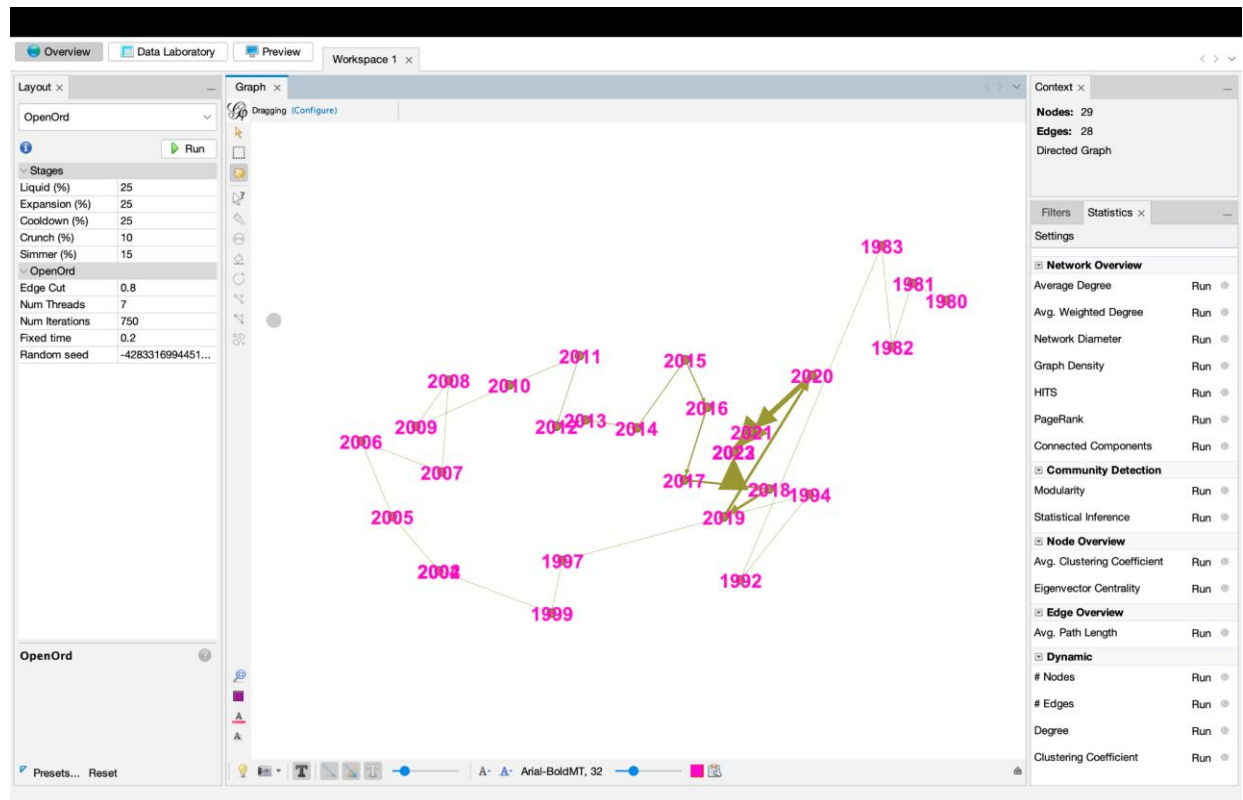 Overview Data Laboratory Preview Workspace 1
Layout
OpenOrd
Run
Stages
Liquid (%) 25
Expansion (%) 25
Cooldown (%) 25
Crunch (%) 10
Simmer (%) 15
OpenOrd
Edge Cut 0.8
Num Threads 7
Num Iterations 750
Fixed time 0.2
Random seed -4283316994451...
OpenOrd
Presets... Reset
Graph
Dragging (Configure)
1983
1981
1980
1982
2011
2015
2020
2008
2010
2016
2009
2012
2013
2014
2021
2006
2007
2017
2018
1994
2005
2019
1997
1992
1999
Arial-BoldMT, 32
Context
Nodes: 29
Edges: 28
Directed Graph
Filters Statistics
Settings
Network Overview
Average Degree Run
Avg. Weighted Degree Run
Network Diameter Run
Graph Density Run
HITS Run
PageRank Run
Connected Components Run
Community Detection
Modularity Run
Statistical Inference Run
Node Overview
Avg. Clustering Coefficient Run
Eigenvector Centrality Run
Edge Overview
Avg. Path Length Run
Dynamic
# Nodes Run
# Edges Run
Degree Run
Clustering Coefficient Run